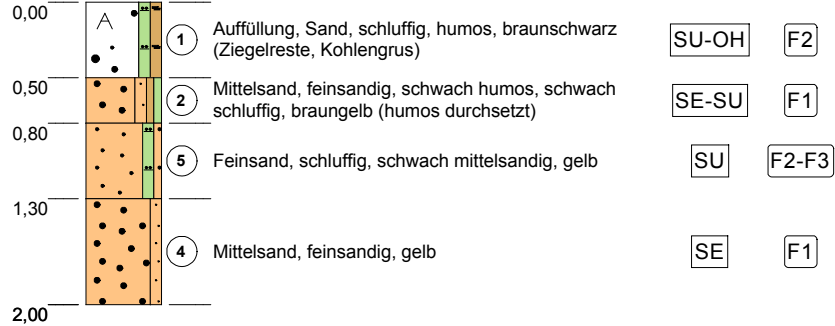 0,00
A
1
Auffüllung, Sand, schluffig, humos, braunschwarz
(Ziegelreste, Kohlengrus)
SU-OH
F2
0,50
2
Mittelsand, feinsandig, schwach humos, schwach
schluffig, braungelb (humos durchsetzt)
SE-SU
F1
0,80
5
Feinsand, schluffig, schwach mittelsandig, gelb
SU
F2-F3
1,30
4
Mittelsand, feinsandig, gelb
SE
F1
2,00